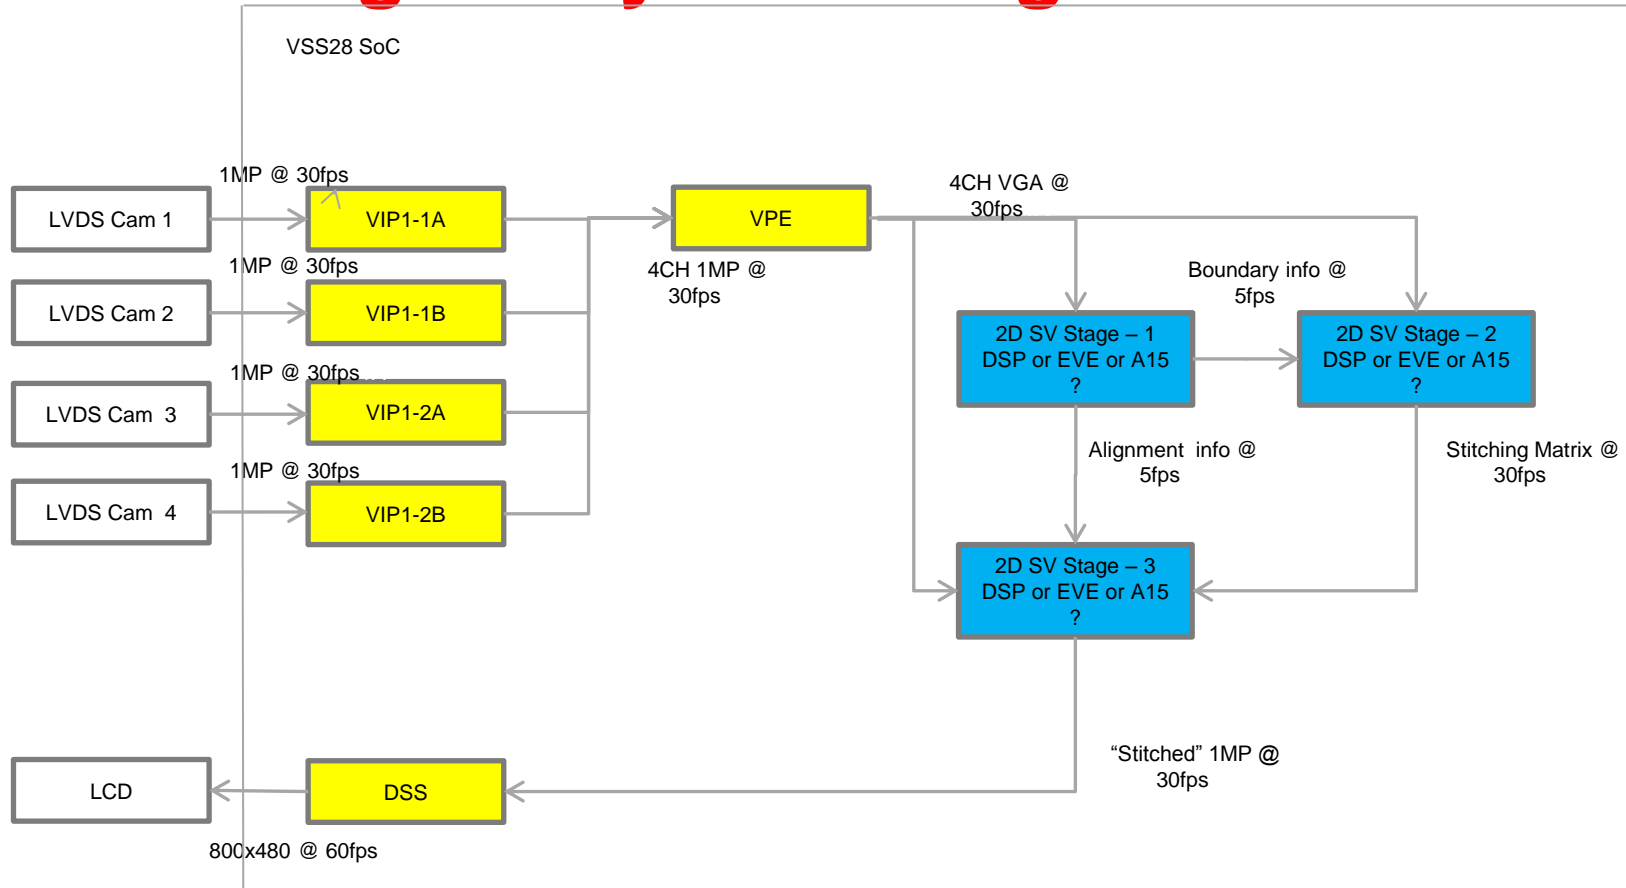 VSS28 SoC
1MP @ 30fps
LVDS Cam 1
VIP1-1A
VPE
4CH VGA @
30fps
1MP @ 30fps
4CH 1MP @
30fps
Boundary info @
5fps
LVDS Cam 2
VIP1-1B
2D SV Stage – 1
DSP or EVE or A15
?
2D SV Stage – 2
DSP or EVE or A15
?
1MP @ 30fps
LVDS Cam 3
VIP1-2A
Alignment info @
5fps
Stitching Matrix @
30fps
1MP @ 30fps
LVDS Cam 4
VIP1-2B
2D SV Stage – 3
DSP or EVE or A15
?
“Stitched” 1MP @
30fps
LCD
DSS
800x480 @ 60fps